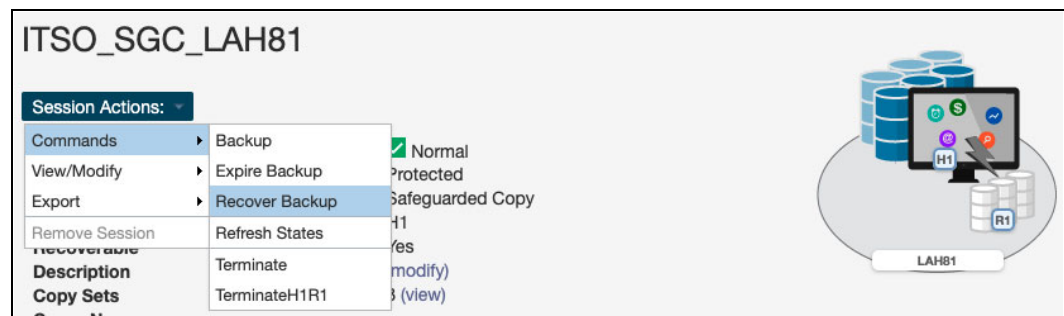 ITSO_SGC_LAH81
Session Actions:
Commands
View/Modify
Export
Remove Session
Backup
Expire Backup
Recover Backup
Refresh States
Terminate
TerminateH1R1
Normal
Protected
Safeguarded Copy
H1
Recoverable Yes
Description (modify)
Copy Sets (view)
H1
R1
LAH81